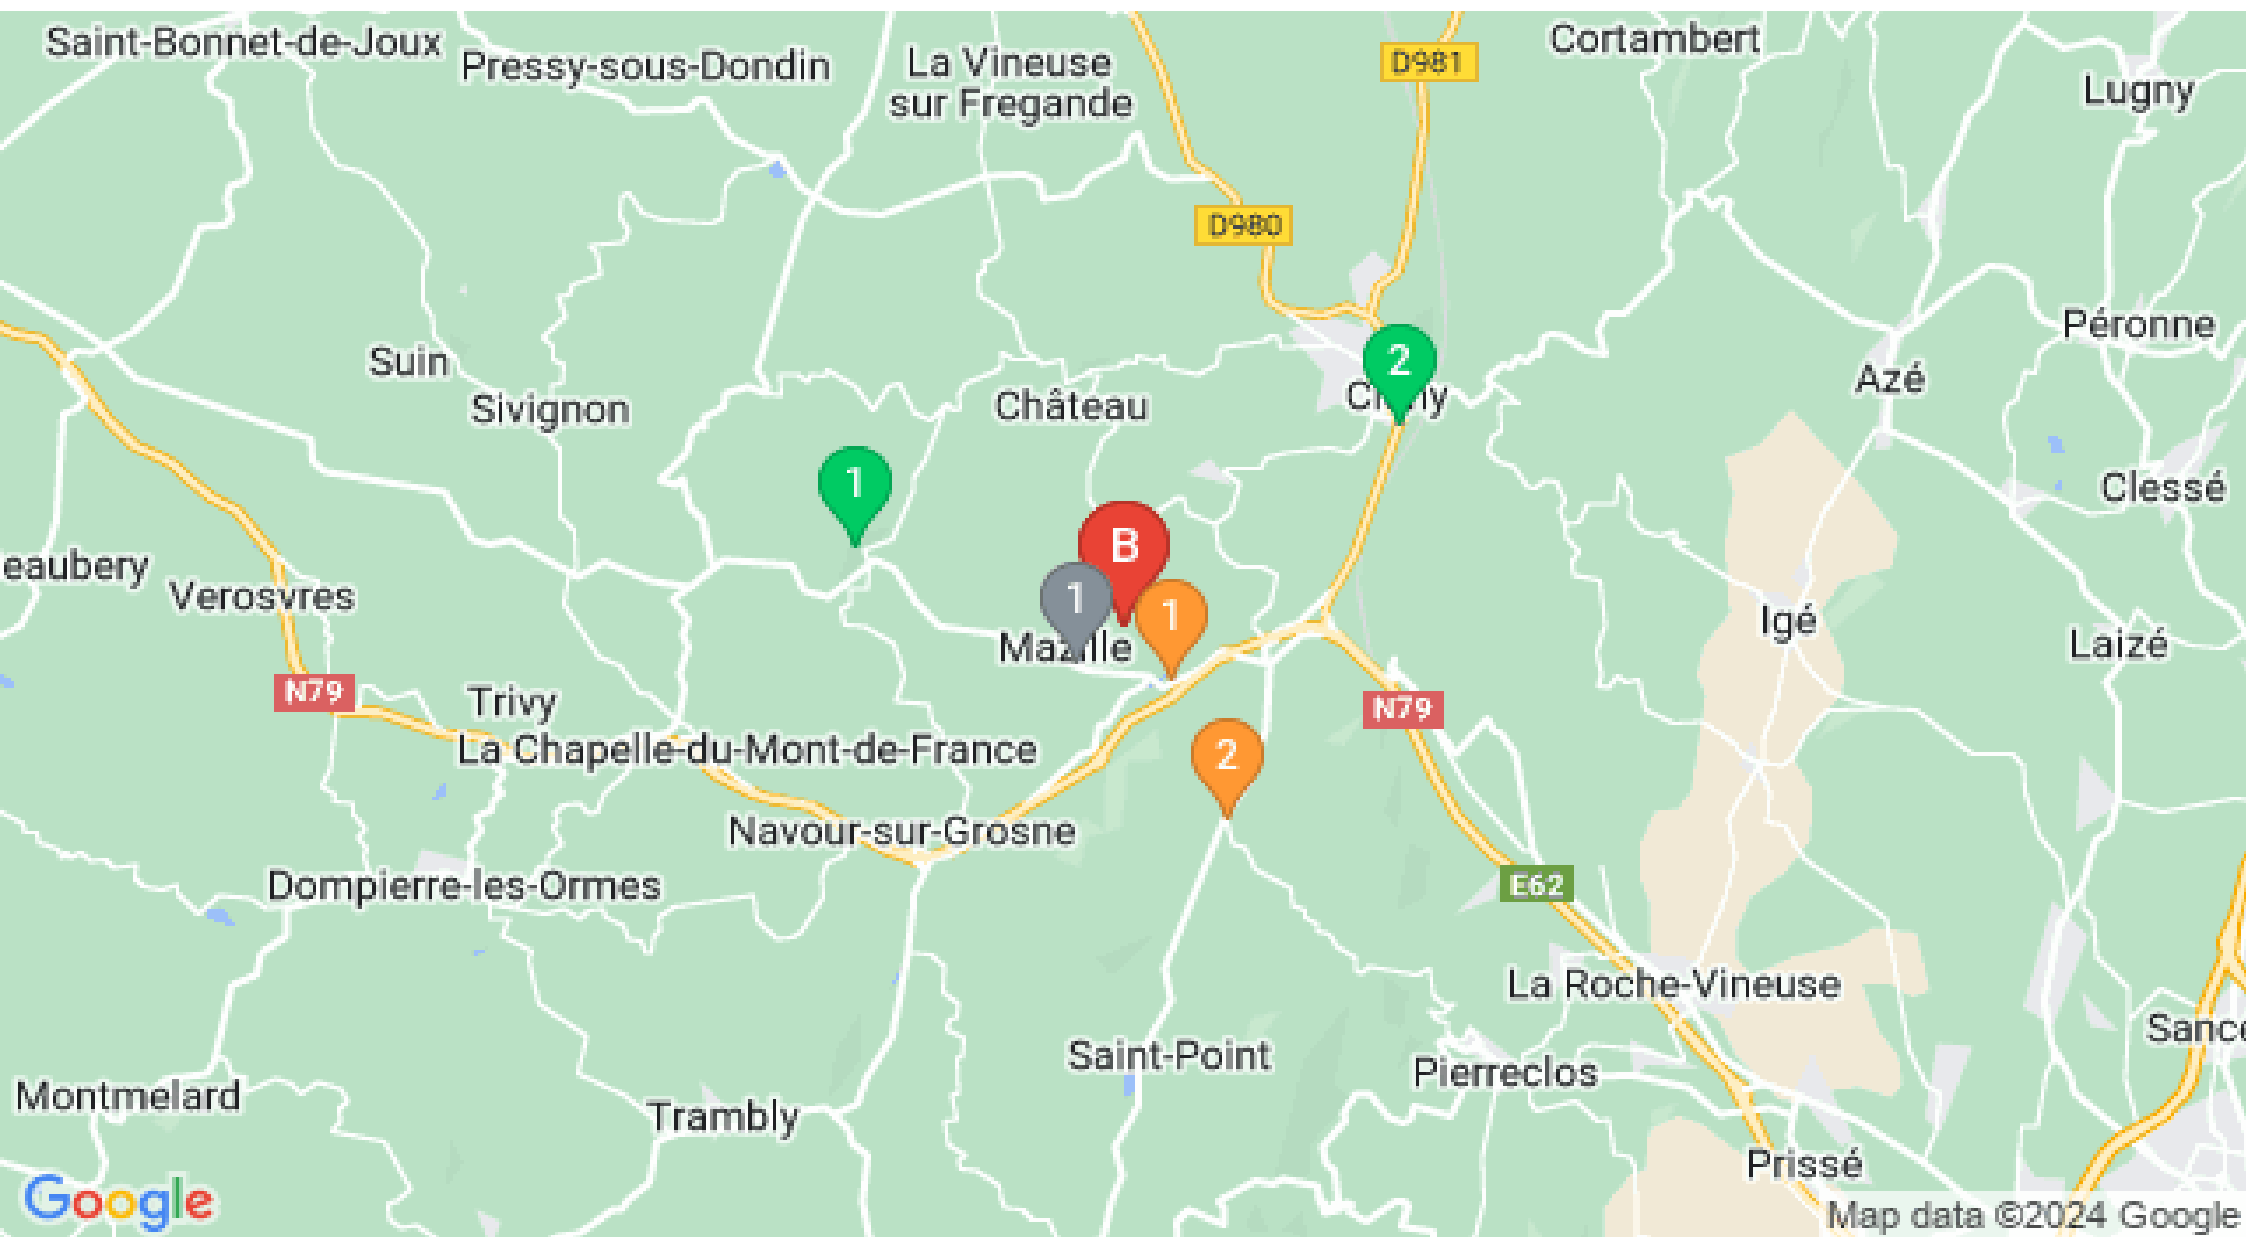 Saint-Bonnet-de-Joux
Pressy-sous-Dondin
La Vineuse
sur Fregande
D981
Cortambert
Lugny
D980
Péronne
Suin
Sivignon
Château
2
Azé
1
Clessé
B
eaubery
Verosvres
1
1
Mazille
Igé
Laizé
N79
Trivy
N79
La Chapelle-du-Mont-de-France
2
Navour-sur-Grosne
Dompierre-les-Ormes
E62
La Roche-Vineuse
Sance
Saint-Point
Pierreclos
Montmelard
Trambly
Prissé
Google
Map data ©2024 Google